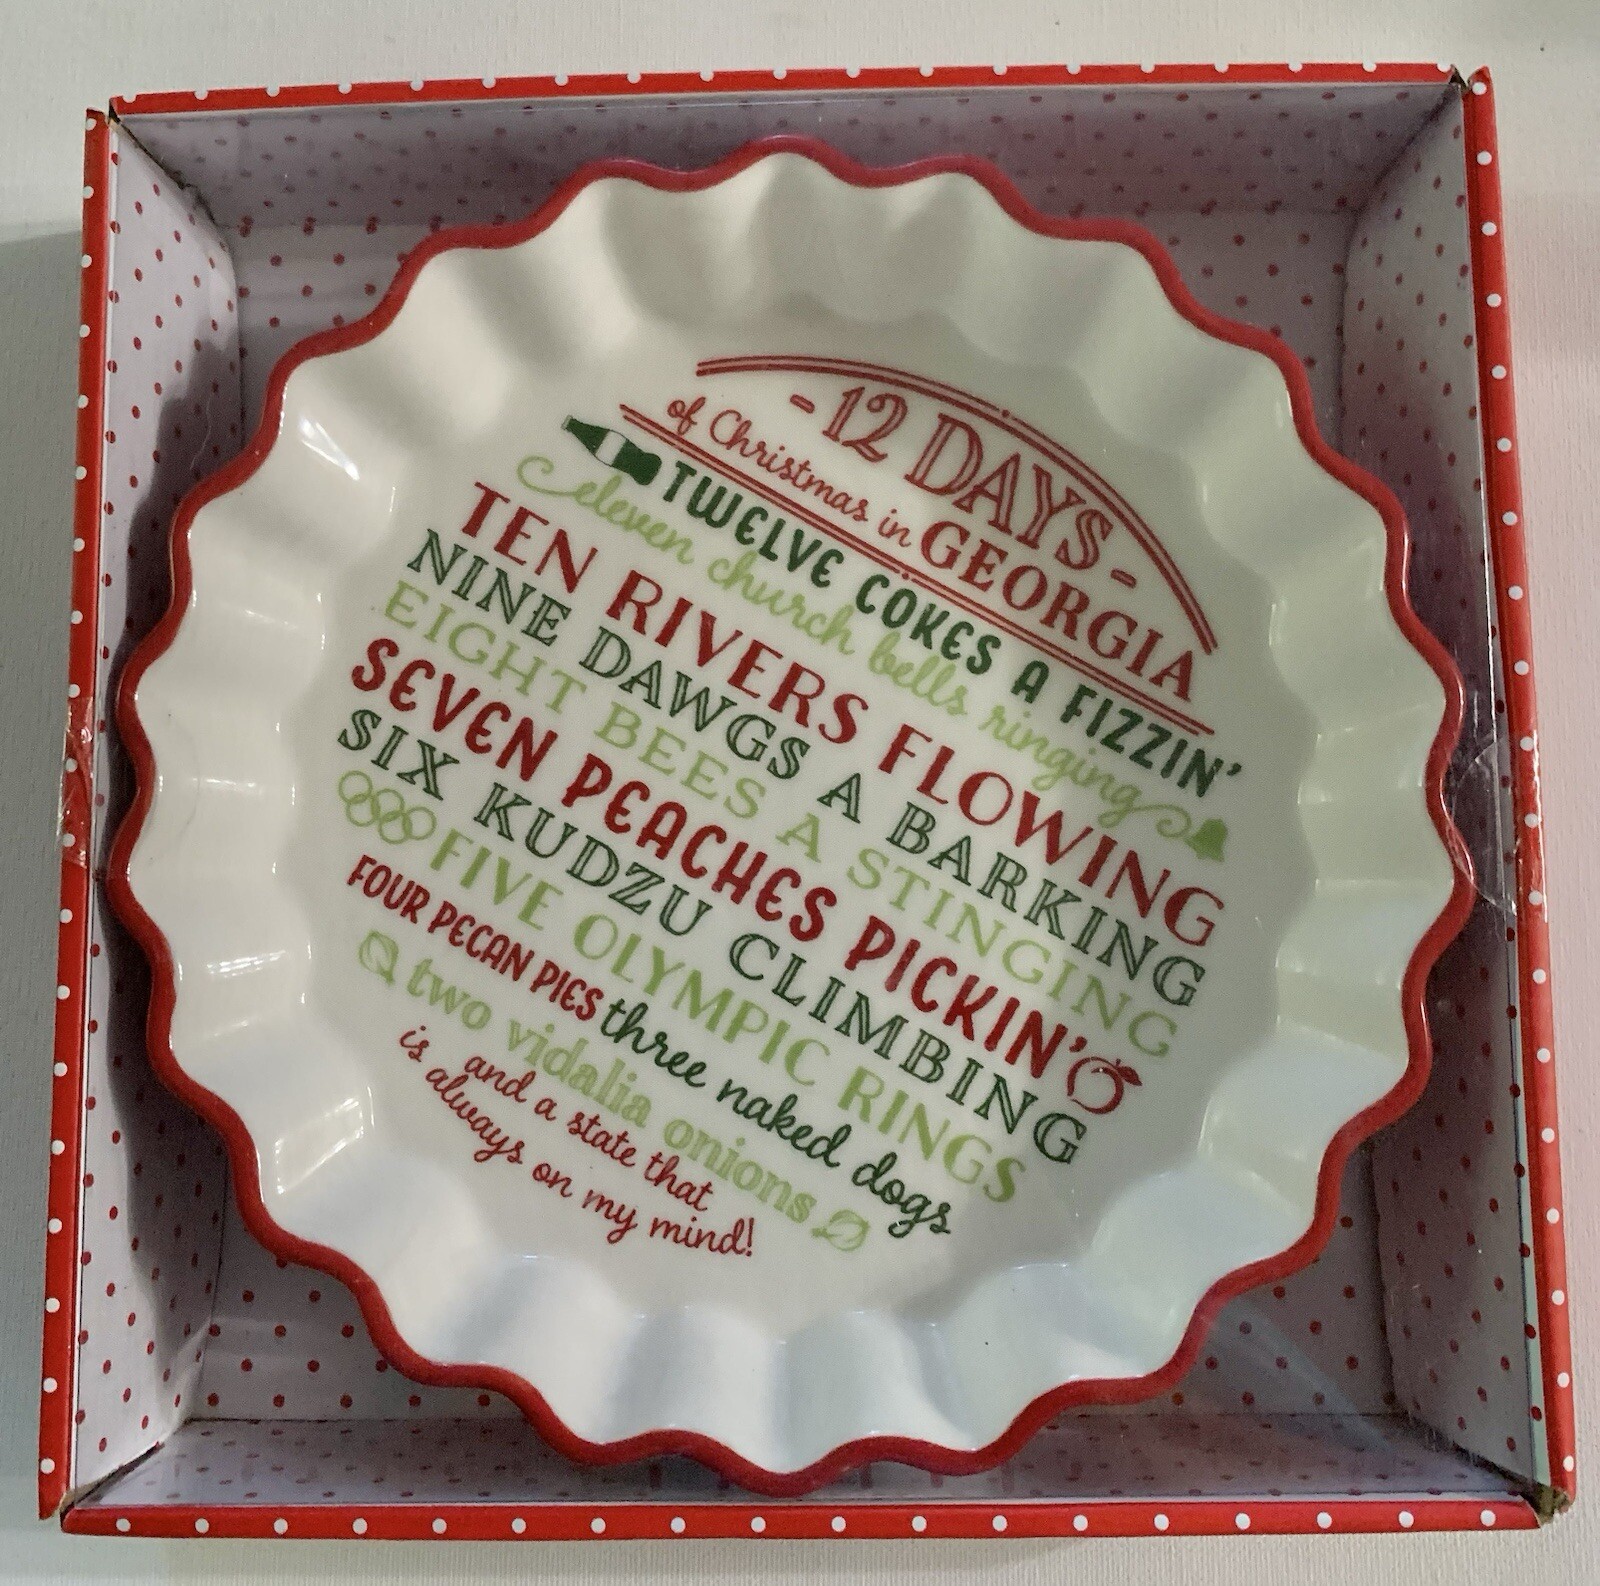 -12 DAYS-
of Christmas in GEORGIA
TWELVE COKES A FIZZIN'
eleven church bells ringing
TEN RIVERS FLOWING
NINE DAWGS A BARKING
EIGHT BEES A STINGING
SEVEN PEACHES PICKIN'
SIX KUDZU CLIMBING
FIVE OLYMPIC RINGS
FOUR PECAN PIES three naked dogs
two vidalia onions
and a state that
is always on my mind!